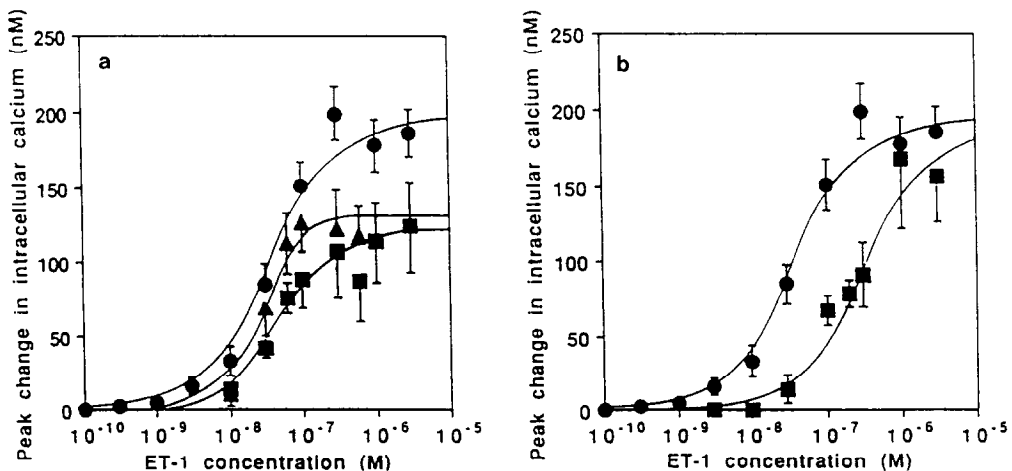 a
Peak change in intracellular calcium (nM)
250
200
150
100
50
0
10⁻¹⁰ 10⁻⁹ 10⁻⁸ 10⁻⁷ 10⁻⁶ 10⁻⁵
ET-1 concentration (M)
b
Peak change in intracellular calcium (nM)
250
200
150
100
50
0
10⁻¹⁰ 10⁻⁹ 10⁻⁸ 10⁻⁷ 10⁻⁶ 10⁻⁵
ET-1 concentration (M)